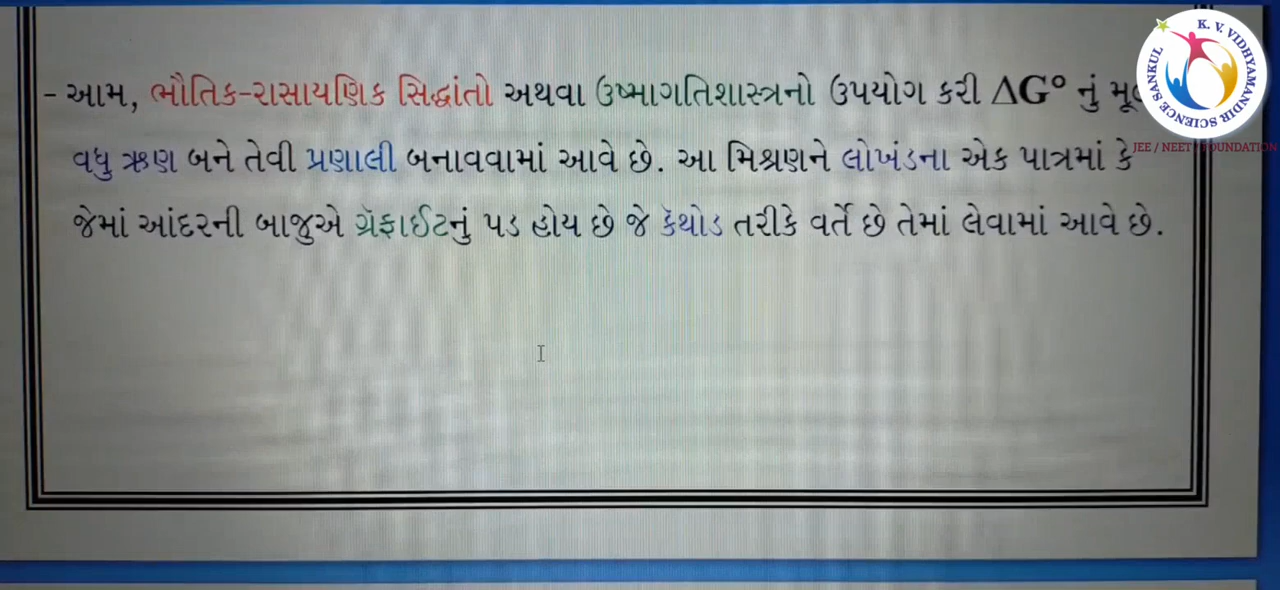 K. V. VIDHYAMANDIR SCIENCE SANKUL
JEE / NEET / FOUNDATION
- આમ, ભૌતિક-રાસાયણિક સિદ્ધાંતો અથવા ઉષ્માગતિશાસ્ત્રનો ઉપયોગ કરી ΔG° નું
વધુ ઋણ બને તેવી પ્રણાલી બનાવવામાં આવે છે. આ મિશ્રણને લોખંડના એક પાત્રમાં કે
જેમાં આંદરની બાજુએ ગ્રૅફાઈટનું પડ હોય છે જે કૅથોડ તરીકે વર્તે છે તેમાં લેવામાં આવે છે.